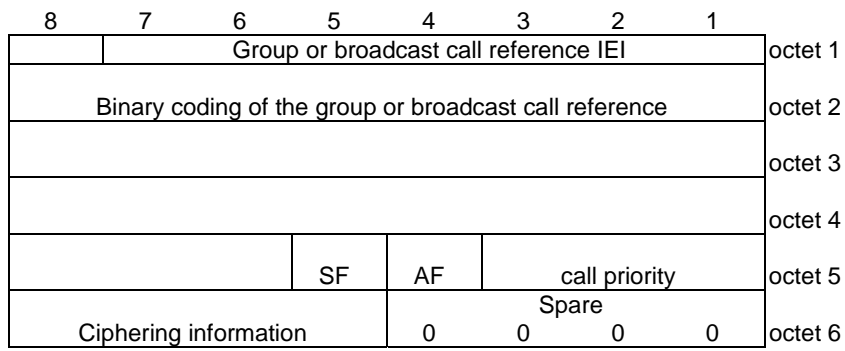 8 7 6 5 4 3 2 1
Group or broadcast call reference IEI octet 1
Binary coding of the group or broadcast call reference octet 2
octet 3
octet 4
SF AF call priority octet 5
Spare
Ciphering information 0 0 0 0 octet 6